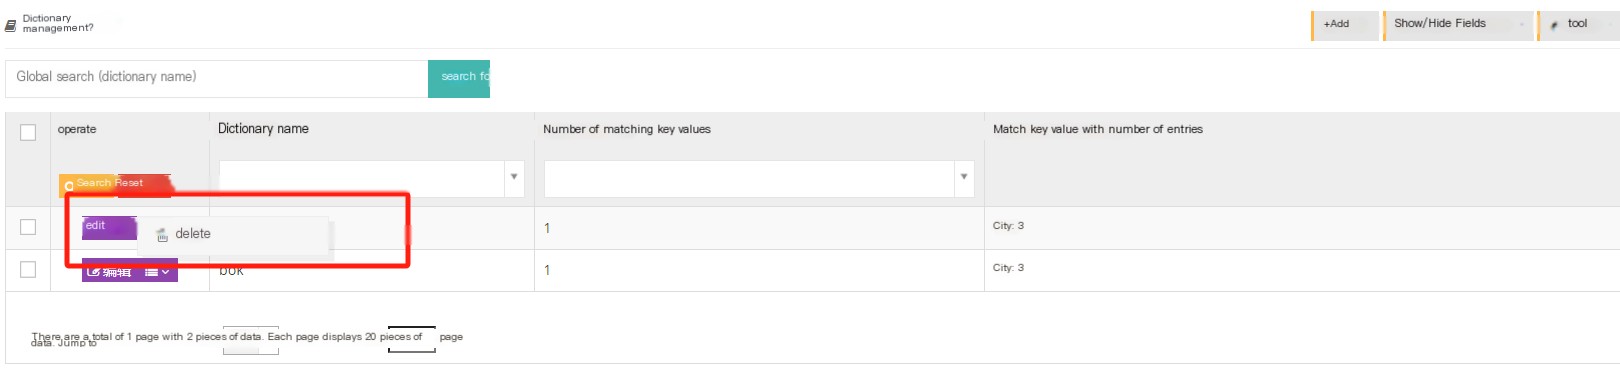 Dictionary
management?
+Add
Show/Hide Fields
tool
Global search (dictionary name)
search fo
operate
Dictionary name
Number of matching key values
Match key value with number of entries
Search Reset
edit
delete
1
City: 3
编辑
bok
1
City: 3
There are a total of 1 page with 2 pieces of data. Each page displays 20 pieces of
data. Jump to
page